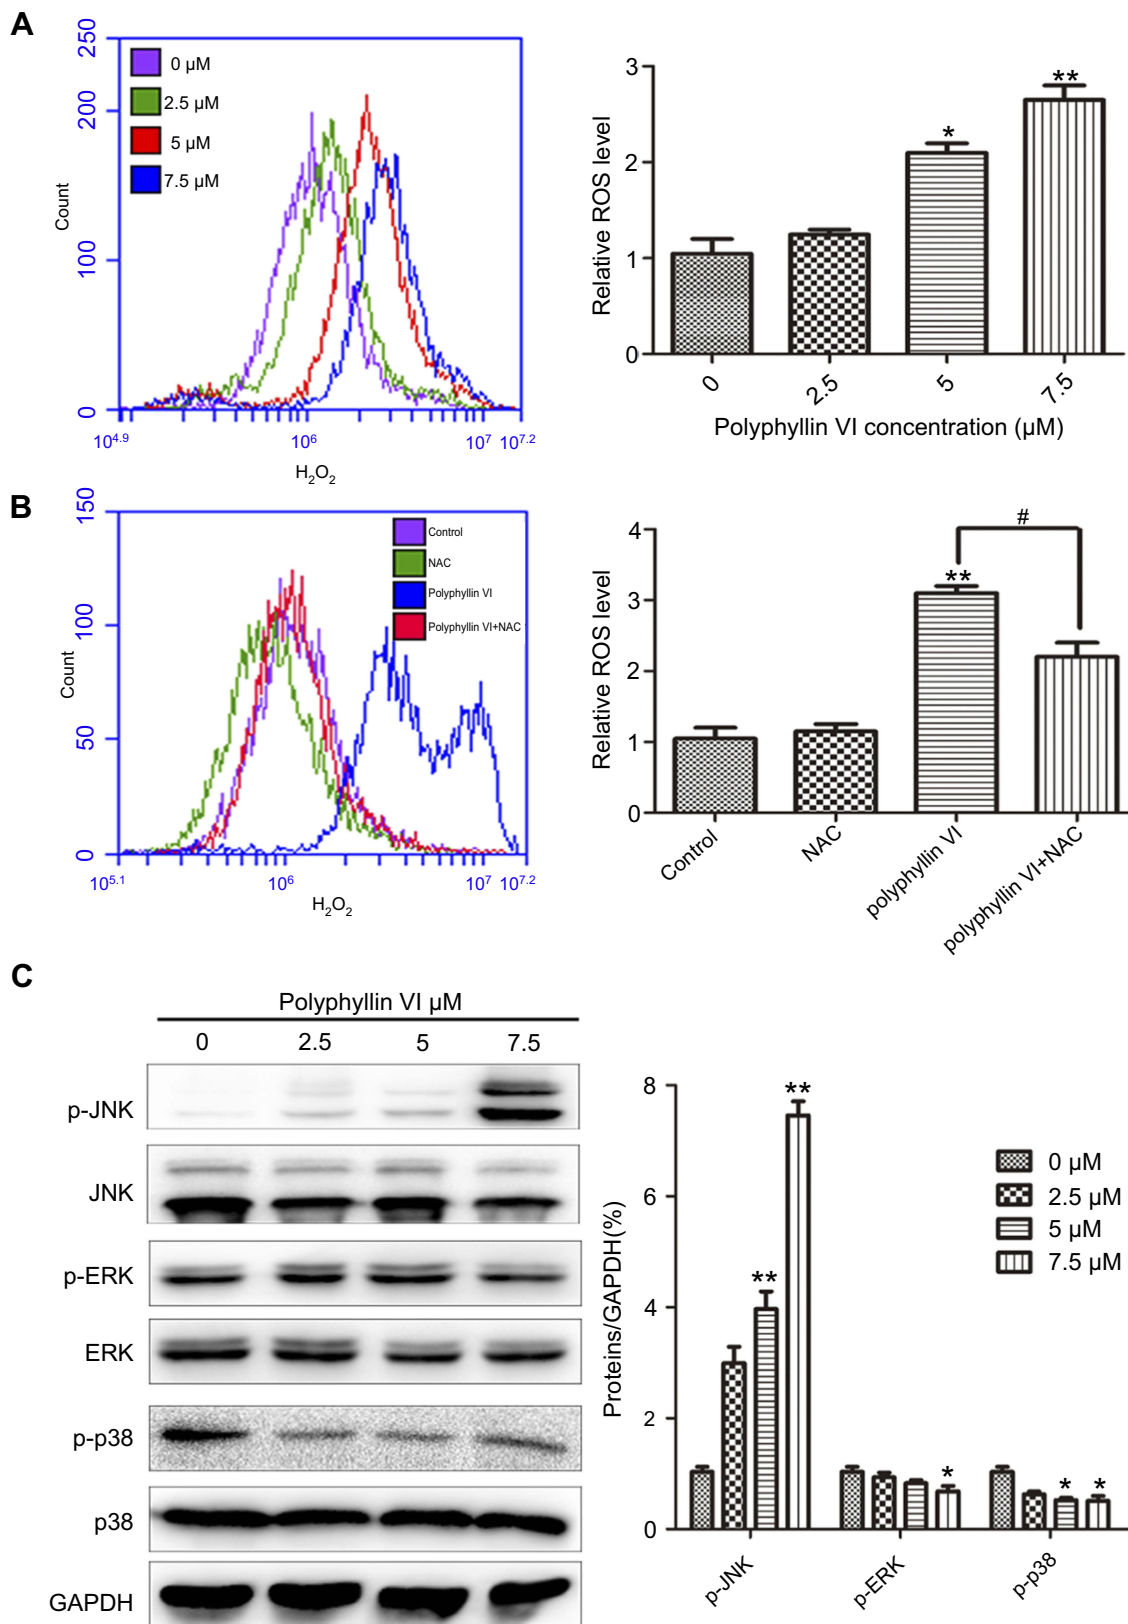 A
250
200
100
0
Count
0 µM
2.5 µM
5 µM
7.5 µM
10^4.9
10^6
10^7
10^7.2
H₂O₂
3
2
1
0
Relative ROS level
*
**
0
2.5
5
7.5
Polyphyllin VI concentration (µM)
B
150
100
50
0
Count
Control
NAC
Polyphyllin VI
Polyphyllin VI+NAC
10^5.1
10^6
10^7
10^7.2
H₂O₂
4
3
2
1
0
Relative ROS level
**
#
Control
NAC
polyphyllin VI
polyphyllin VI+NAC
C
Polyphyllin VI µM
0 2.5 5 7.5
p-JNK
JNK
p-ERK
ERK
p-p38
p38
GAPDH
8
6
4
2
0
Proteins/GAPDH(%)
**
**
*
*
*
0 µM
2.5 µM
5 µM
7.5 µM
p-JNK
p-ERK
p-p38